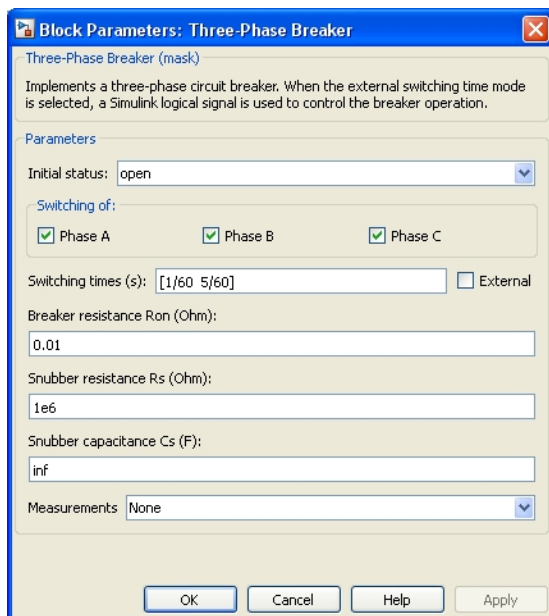 Block Parameters: Three-Phase Breaker
Three-Phase Breaker (mask)
Implements a three-phase circuit breaker. When the external switching time mode
is selected, a Simulink logical signal is used to control the breaker operation.
Parameters
Initial status: open
Switching of:
Phase A Phase B Phase C
Switching times (s): [1/60 5/60] External
Breaker resistance Ron (Ohm):
0.01
Snubber resistance Rs (Ohm):
1e6
Snubber capacitance Cs (F):
inf
Measurements None
OK Cancel Help Apply